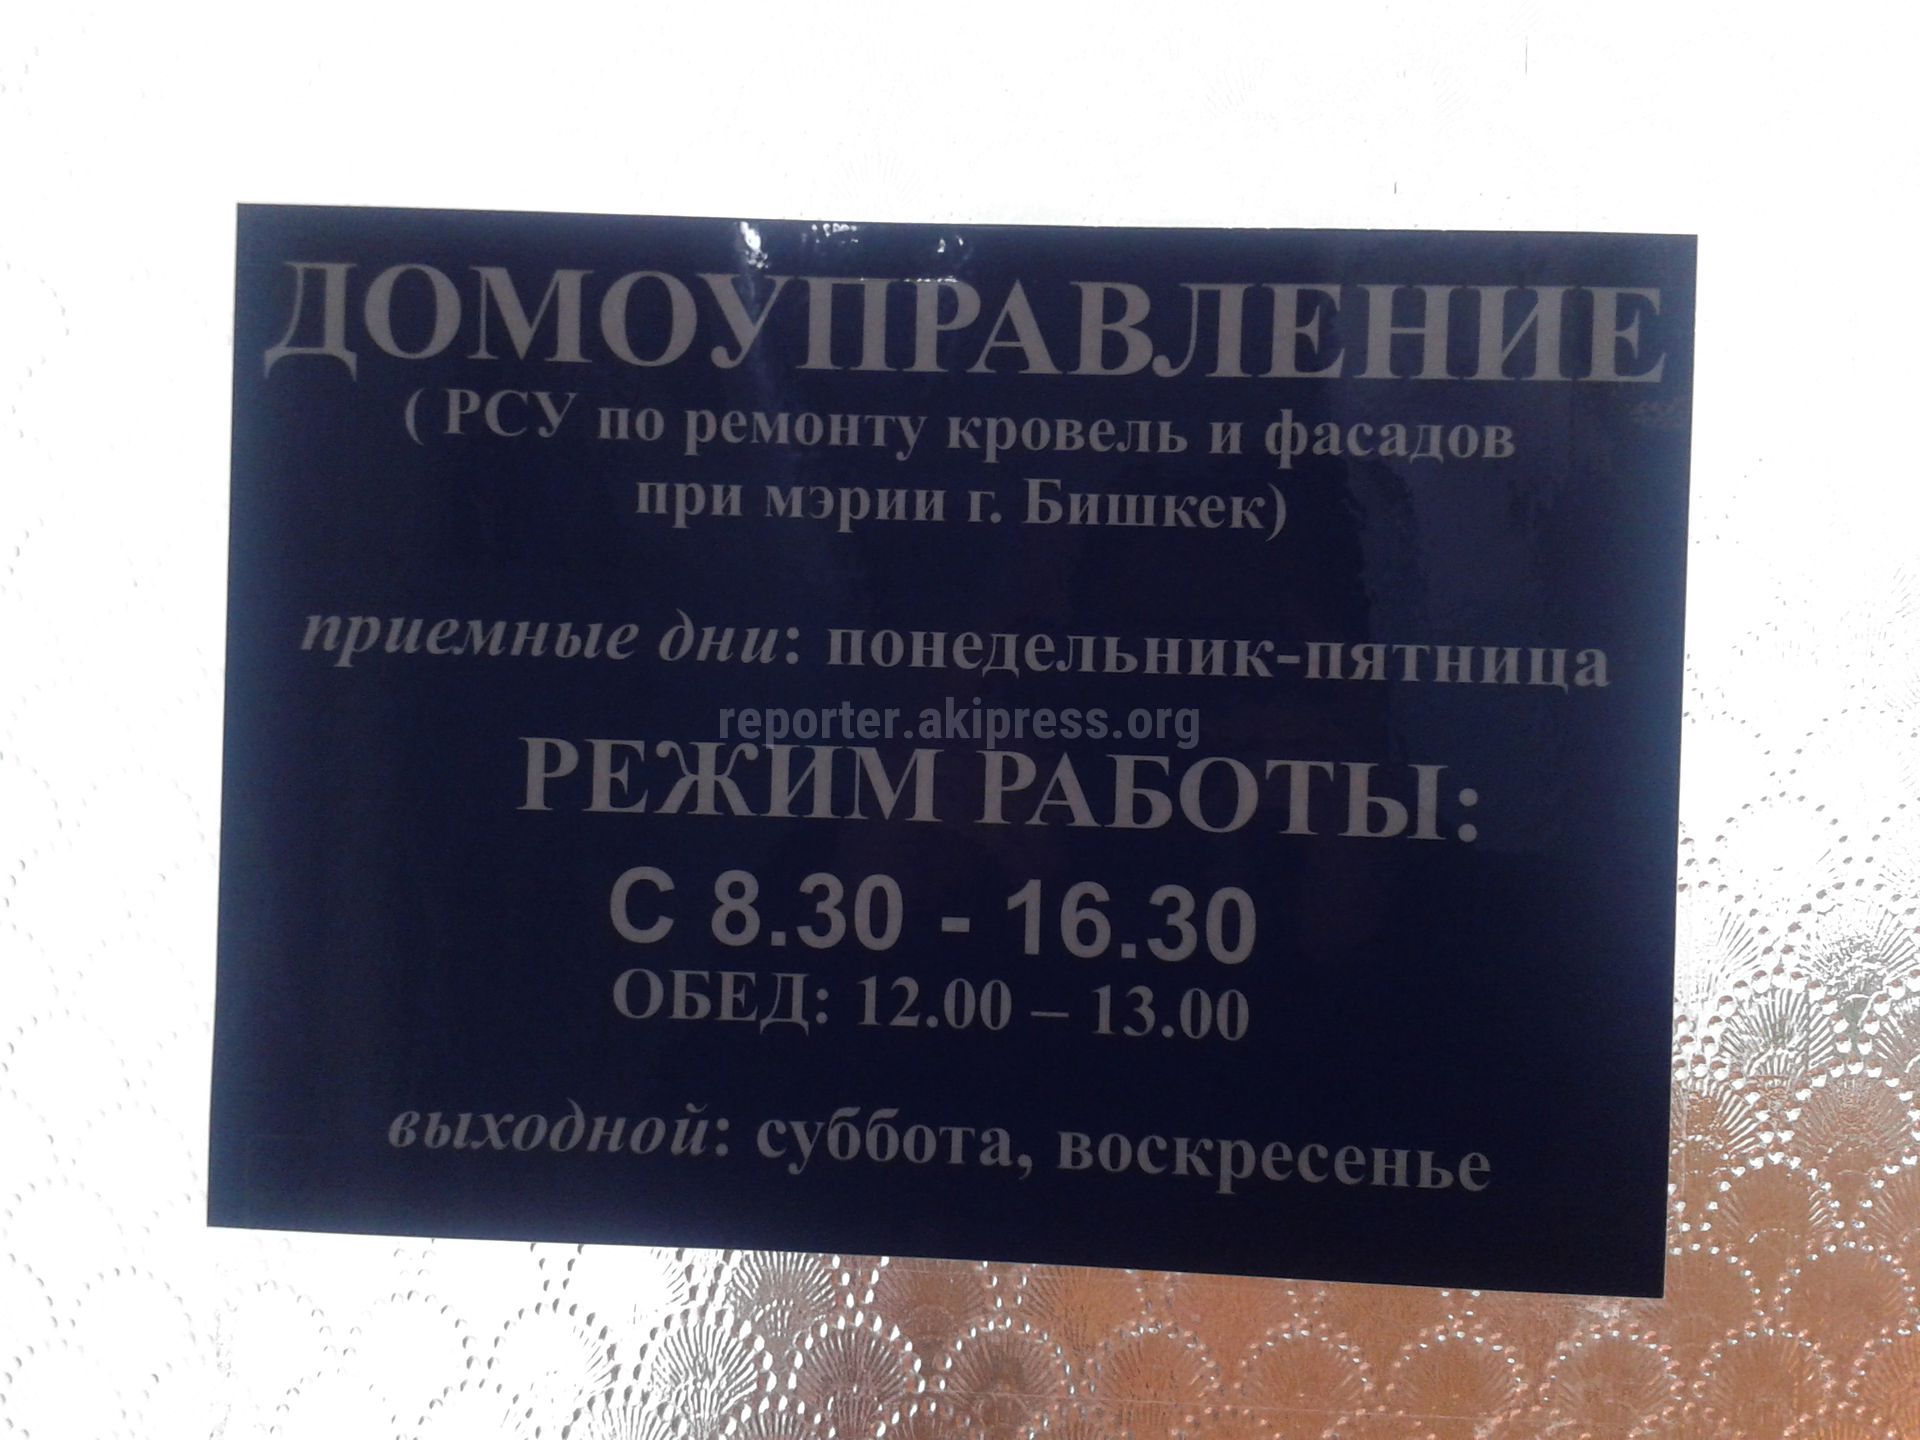 ДОМОУПРАВЛЕНИЕ
( РСУ по ремонту кровель и фасадов
при мэрии г. Бишкек)
приемные дни: понедельник-пятница
reporter.akipress.org
РЕЖИМ РАБОТЫ:
С 8.30 - 16.30
ОБЕД: 12.00 – 13.00
выходной: суббота, воскресенье